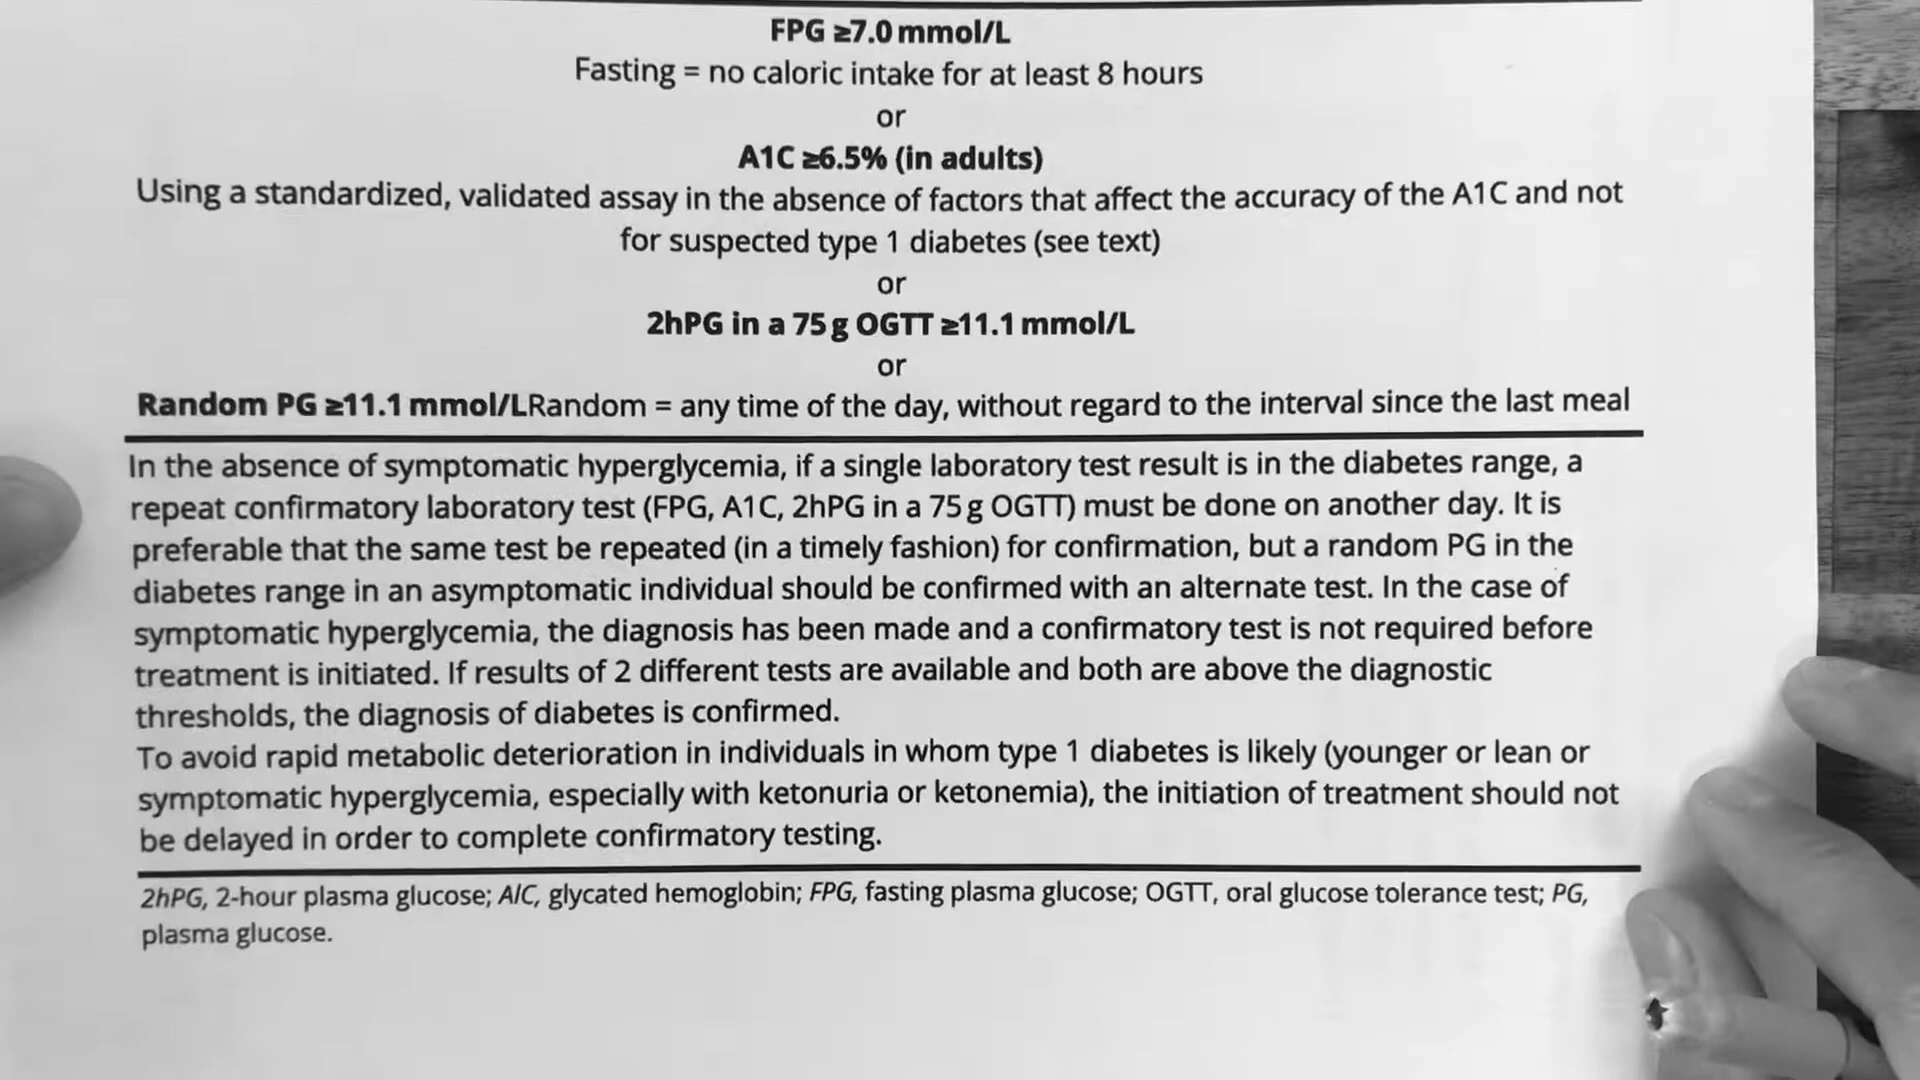 FPG ≥7.0 mmol/L
Fasting = no caloric intake for at least 8 hours
or
A1C ≥6.5% (in adults)
Using a standardized, validated assay in the absence of factors that affect the accuracy of the A1C and not
for suspected type 1 diabetes (see text)
or
2hPG in a 75 g OGTT ≥11.1 mmol/L
or
Random PG ≥11.1 mmol/LRandom = any time of the day, without regard to the interval since the last meal
In the absence of symptomatic hyperglycemia, if a single laboratory test result is in the diabetes range, a
repeat confirmatory laboratory test (FPG, A1C, 2hPG in a 75 g OGTT) must be done on another day. It is
preferable that the same test be repeated (in a timely fashion) for confirmation, but a random PG in the
diabetes range in an asymptomatic individual should be confirmed with an alternate test. In the case of
symptomatic hyperglycemia, the diagnosis has been made and a confirmatory test is not required before
treatment is initiated. If results of 2 different tests are available and both are above the diagnostic
thresholds, the diagnosis of diabetes is confirmed.
To avoid rapid metabolic deterioration in individuals in whom type 1 diabetes is likely (younger or lean or
symptomatic hyperglycemia, especially with ketonuria or ketonemia), the initiation of treatment should not
be delayed in order to complete confirmatory testing.
2hPG, 2-hour plasma glucose; AIC, glycated hemoglobin; FPG, fasting plasma glucose; OGTT, oral glucose tolerance test; PG,
plasma glucose.